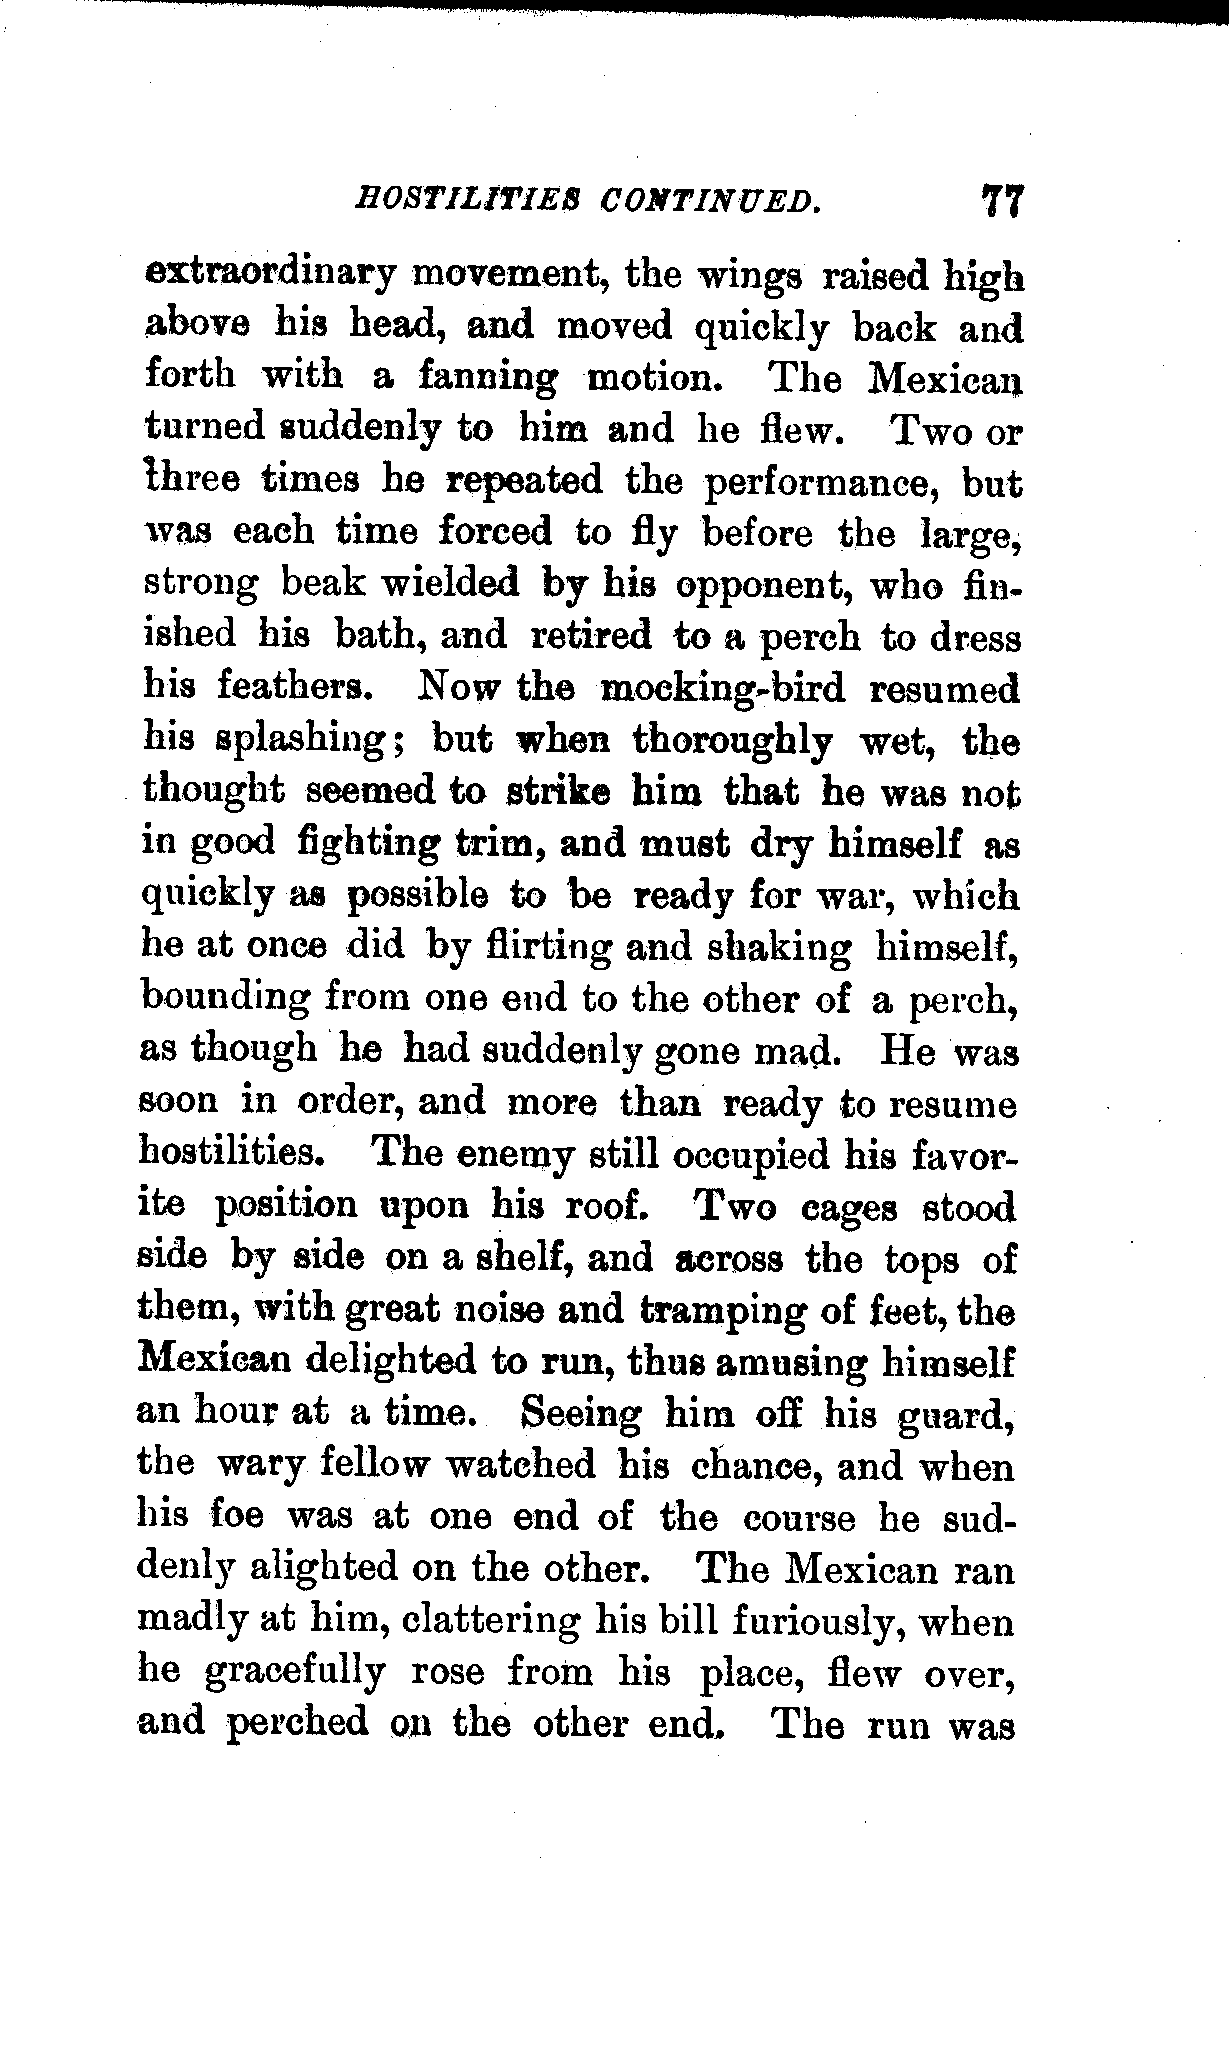 HOSTILITIES CONTINUED. 77
extraordinary movement, the wings raised high
above his head, and moved quickly back and
forth with a fanning motion. The Mexican
turned suddenly to him and he flew. Two or
three times he repeated the performance, but
was each time forced to fly before the large,
strong beak wielded by his opponent, who fin-
ished his bath, and retired to a perch to dress
his feathers. Now the mocking-bird resumed
his splashing; but when thoroughly wet, the
thought seemed to strike him that he was not
in good fighting trim, and must dry himself as
quickly as possible to be ready for war, which
he at once did by flirting and shaking himself,
bounding from one end to the other of a perch,
as though he had suddenly gone mad. He was
soon in order, and more than ready to resume
hostilities. The enemy still occupied his favor-
ite position upon his roof. Two cages stood
side by side on a shelf, and across the tops of
them, with great noise and tramping of feet, the
Mexican delighted to run, thus amusing himself
an hour at a time. Seeing him off his guard,
the wary fellow watched his chance, and when
his foe was at one end of the course he sud-
denly alighted on the other. The Mexican ran
madly at him, clattering his bill furiously, when
he gracefully rose from his place, flew over,
and perched on the other end. The run was